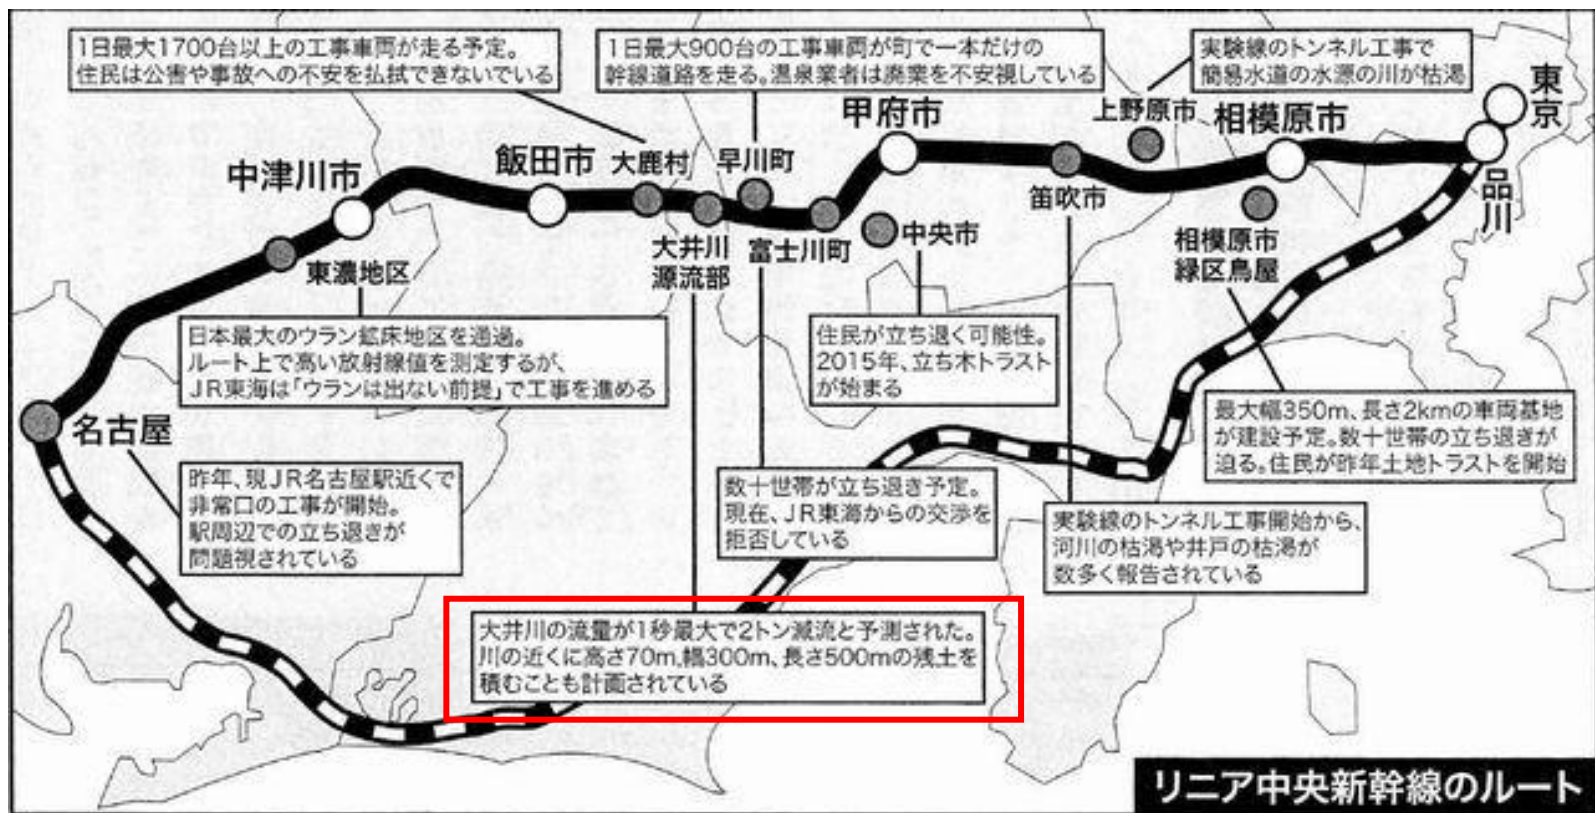 1日最大1700台以上の工事車両が走る予定。
住民は公害や事故への不安を払拭できないでいる
1日最大900台の工事車両が町で一本だけの
幹線道路を走る。温泉業者は廃業を不安視している
実験線のトンネル工事で
簡易水道の水源の川が枯渇
東京
甲府市
上野原市
相模原市
中津川市
飯田市
大鹿村
早川町
品川
笛吹市
東濃地区
大井川
源流部
富士川町
中央市
相模原市
緑区鳥屋
日本最大のウラン鉱床地区を通過。
ルート上で高い放射線値を測定するが、
JR東海は「ウランは出ない前提」で工事を進める
住民が立ち退く可能性。
2015年、立ち木トラスト
が始まる
最大幅350m、長さ2kmの車両基地
が建設予定。数十世帯の立ち退きが
迫る。住民が昨年土地トラストを開始
名古屋
昨年、現JR名古屋駅近くで
非常口の工事が開始。
駅周辺での立ち退きが
問題視されている
数十世帯が立ち退き予定。
現在、JR東海からの交渉を
拒否している
実験線のトンネル工事開始から、
河川の枯渇や井戸の枯渇が
数多く報告されている
大井川の流量が1秒最大で2トン減流と予測された。
川の近くに高さ70m、幅300m、長さ500mの残土を
積むことも計画されている
リニア中央新幹線のルート